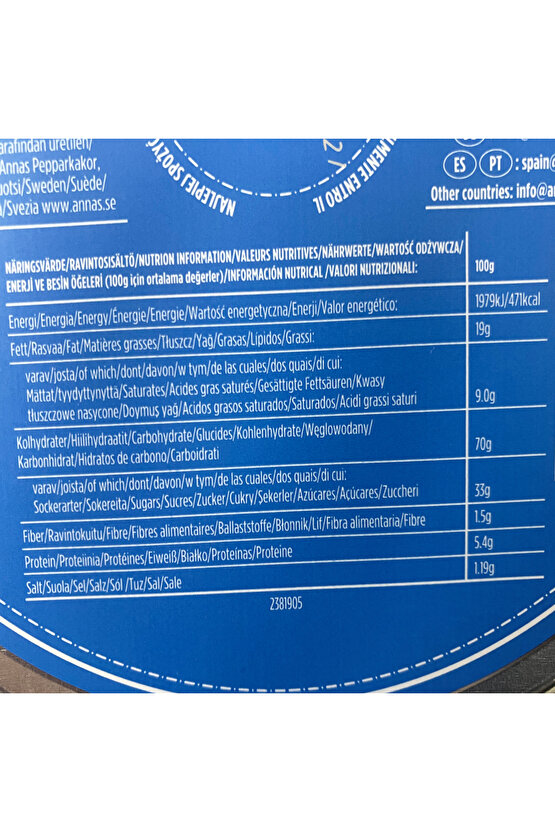 arafından üretilen/
Annas Pepparkakor,
uotsi/Sweden/Suède/
/Svezia www.annas.se
NAJLEPIEJ SPOŻYĆ
LMENTE ENTRO IL
ES PT : spain@
Other countries: info@a
NÄRINGSVÄRDE/RAVINTOSISÄLTÖ/NUTRION INFORMATION/VALEURS NUTRITIVES/NÄHRWERTE/WARTOŚĆ ODŻYWCZA/
ENERJİ VE BESİN ÖĞELERİ (100g için ortalama değerler)/INFORMACIÓN NUTRICAL /VALORI NUTRIZIONALI:
100g
Energi/Energia/Energy/Énergie/Energie/Wartość energetyczna/Enerji/Valor energético:
1979kJ/471kcal
Fett/Rasvaa/Fat/Matières grasses/Tłuszcz/Yağ/Grasas/Lípidos/Grassi:
19g
varav/josta/of which/dont/davon/w tym/de las cuales/dos quais/di cui:
Mättat/tyydyttynyttä/Saturates/Acides gras saturés/Gesättigte Fettsäuren/Kwasy
tłuszczowe nasycone/Doymuş yağ/Acidos grasos saturados/Saturados/Acidi grassi saturi
9.0g
Kolhydrater/Hiilihydraatit/Carbohydrate/Glucides/Kohlenhydrate/Węglowodany/
Karbonhidrat/Hidratos de carbono/Carboidrati
70g
varav/joista/of which/dont/davon/w tym/de las cuales/dos quais/di cui:
Sockerarter/Sokereita/Sugars/Sucres/Zucker/Cukry/Şekerler/Azúcares/Açúcares/Zuccheri
33g
Fiber/Ravintokuitu/Fibre/Fibres alimentaires/Ballaststoffe/Błonnik/Lif/Fibra alimentaria/Fibre
1.5g
Protein/Proteiinia/Protéines/Eiweiß/Białko/Proteínas/Proteine
5.4g
Salt/Suola/Sel/Salz/Sól /Tuz/Sal/Sale
1.19g
2381905